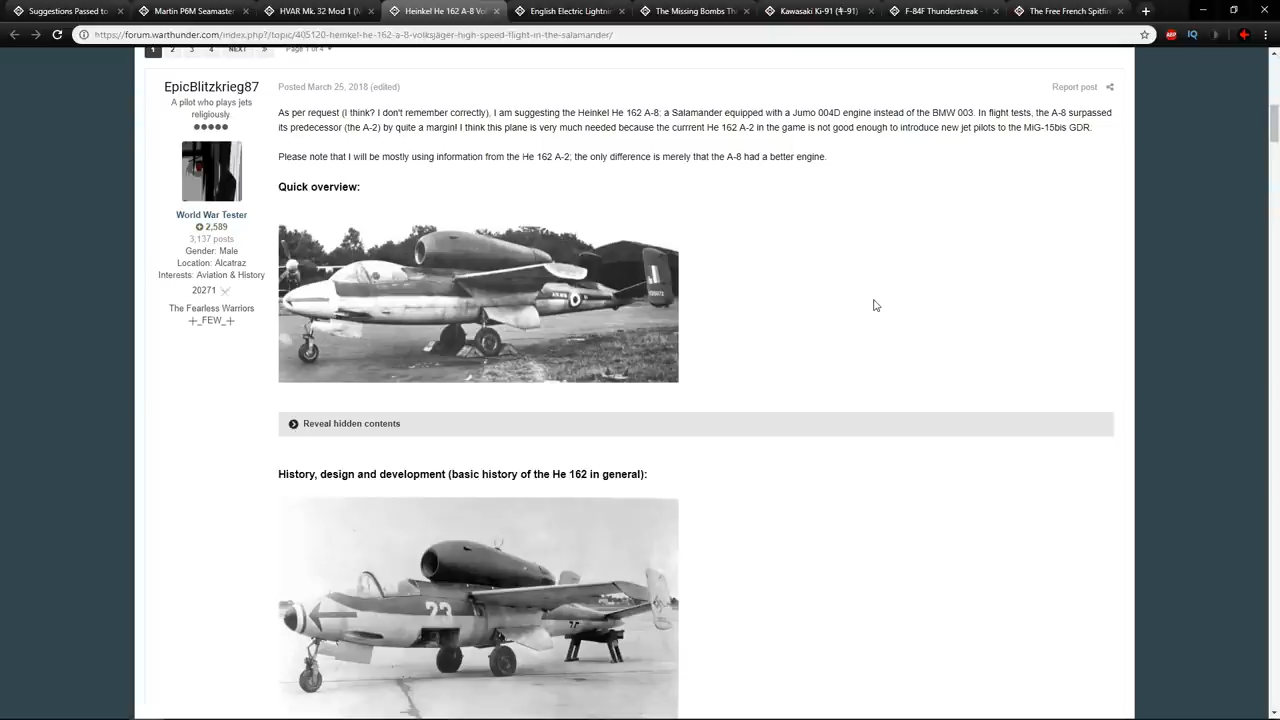 Suggestions Passed to
Martin P6M Seamaste
HVAR Mk. 32 Mod 1 (M
Heinkel He 162 A-8 Vol
English Electric Lightnin
The Missing Bombs Th
Kawasaki Ki-91 (キ-91)
F-84F Thunderstreak -
The Free French Spitfir
https://forum.warthunder.com/index.php?/topic/405120-heinkel-he-162-a-8-volksjäger-high-speed-flight-in-the-salamander/
ABP
IQ
1 2 3 4 NEXT » Page 1 of 4
EpicBlitzkrieg87
A pilot who plays jets
religiously.
World War Tester
2,589
3,137 posts
Gender: Male
Location: Alcatraz
Interests: Aviation & History
20271
The Fearless Warriors
┼_FEW_┼
Posted March 25, 2018 (edited)
Report post
As per request (I think? I don't remember correctly), I am suggesting the Heinkel He 162 A-8; a Salamander equipped with a Jumo 004D engine instead of the BMW 003. In flight tests, the A-8 surpassed
its predecessor (the A-2) by quite a margin! I think this plane is very much needed because the currrent He 162 A-2 in the game is not good enough to introduce new jet pilots to the MiG-15bis GDR.
Please note that I will be mostly using information from the He 162 A-2; the only difference is merely that the A-8 had a better engine.
Quick overview:
Reveal hidden contents
History, design and development (basic history of the He 162 in general):
23